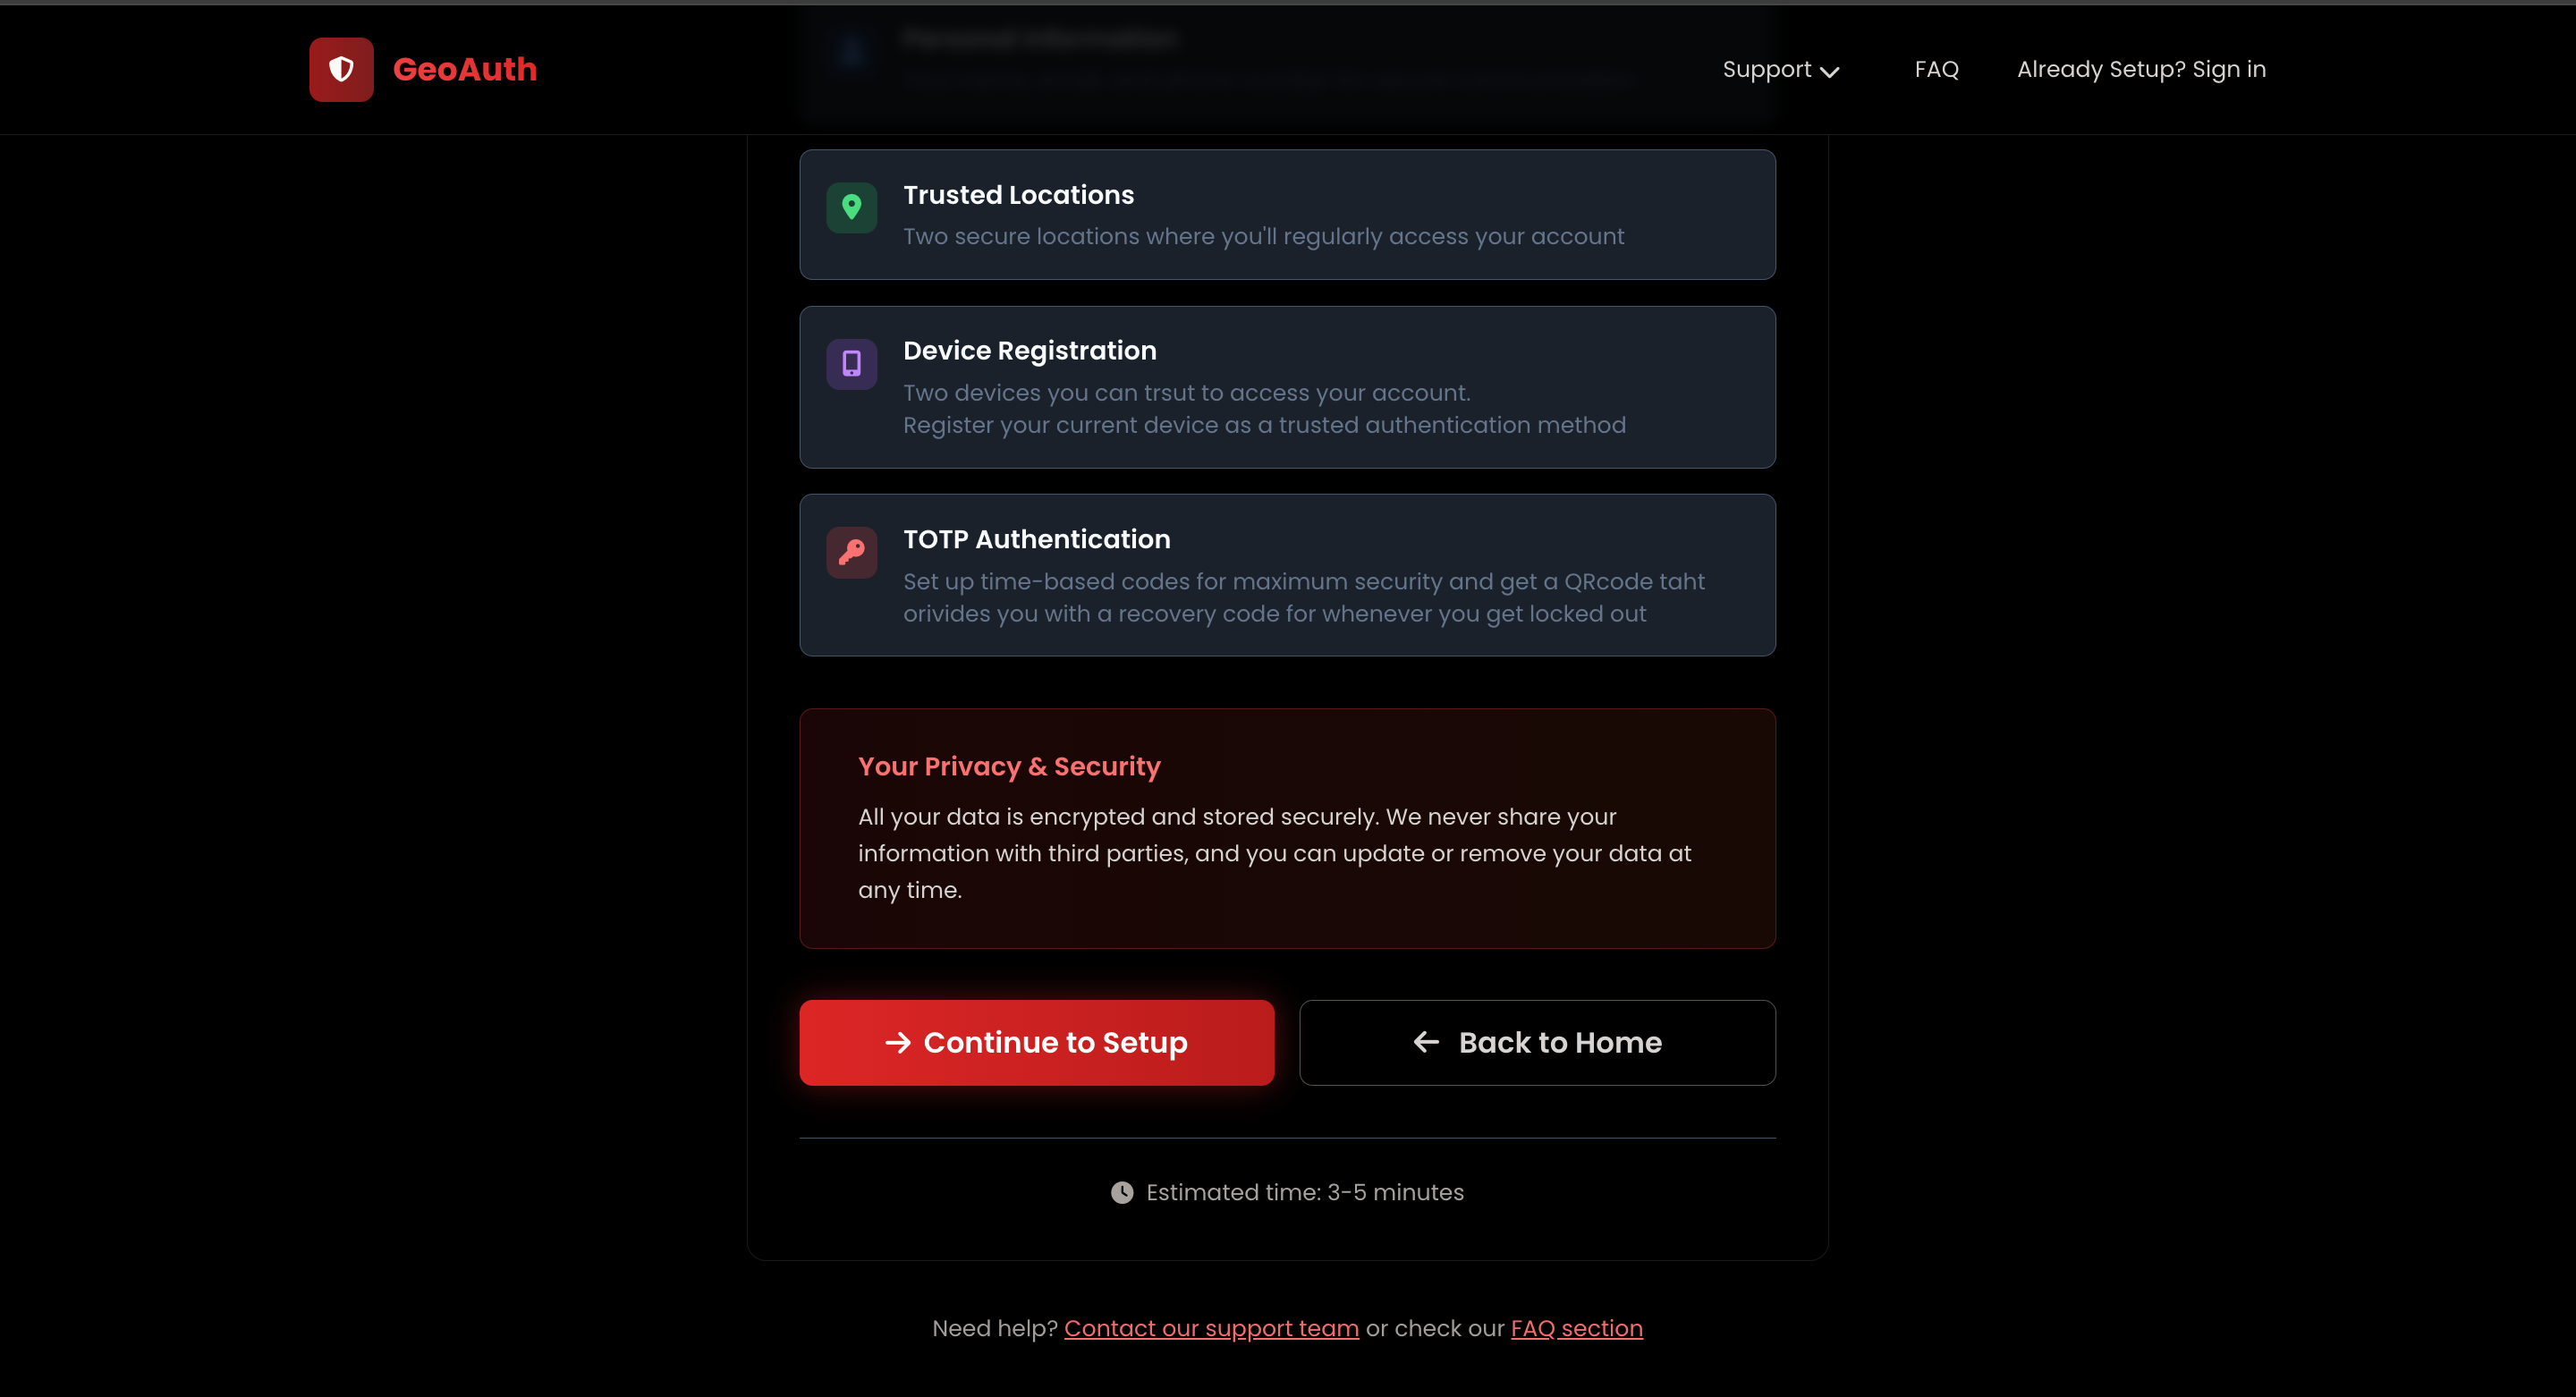 GeoAuth
Personal Information
Support
FAQ
Already Setup? Sign in
Trusted Locations
Two secure locations where you'll regularly access your account
Device Registration
Two devices you can trsut to access your account.
Register your current device as a trusted authentication method
TOTP Authentication
Set up time-based codes for maximum security and get a QRcode taht
orivides you with a recovery code for whenever you get locked out
Your Privacy & Security
All your data is encrypted and stored securely. We never share your
information with third parties, and you can update or remove your data at
any time.
Continue to Setup
Back to Home
Estimated time: 3-5 minutes
Need help? Contact our support team or check our FAQ section